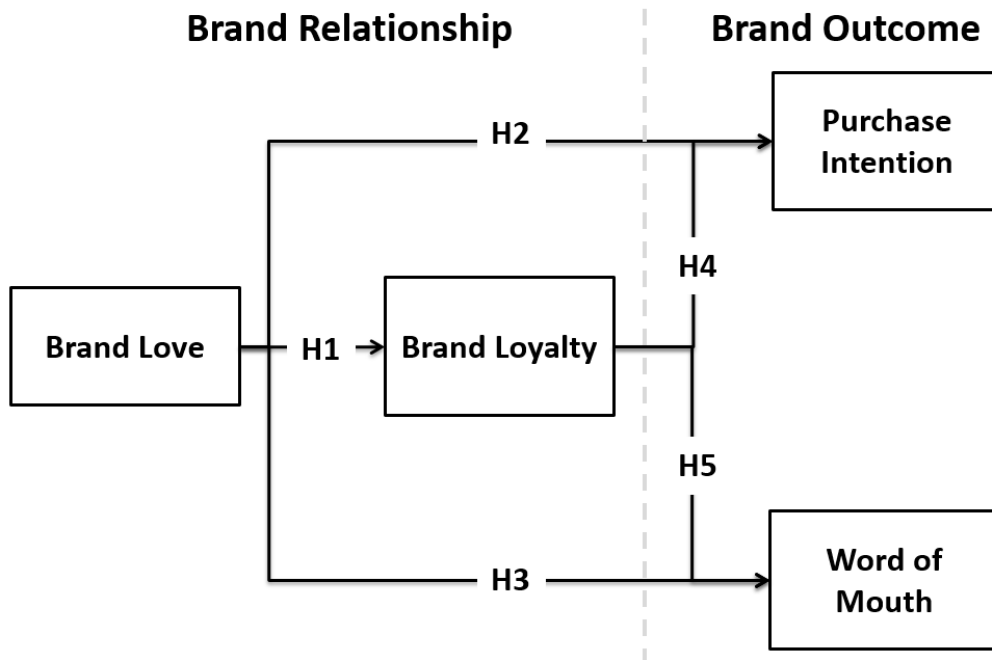 Brand Relationship
Brand Outcome
H2
Purchase
Intention
H4
Brand Love
H1
Brand Loyalty
H5
H3
Word of
Mouth